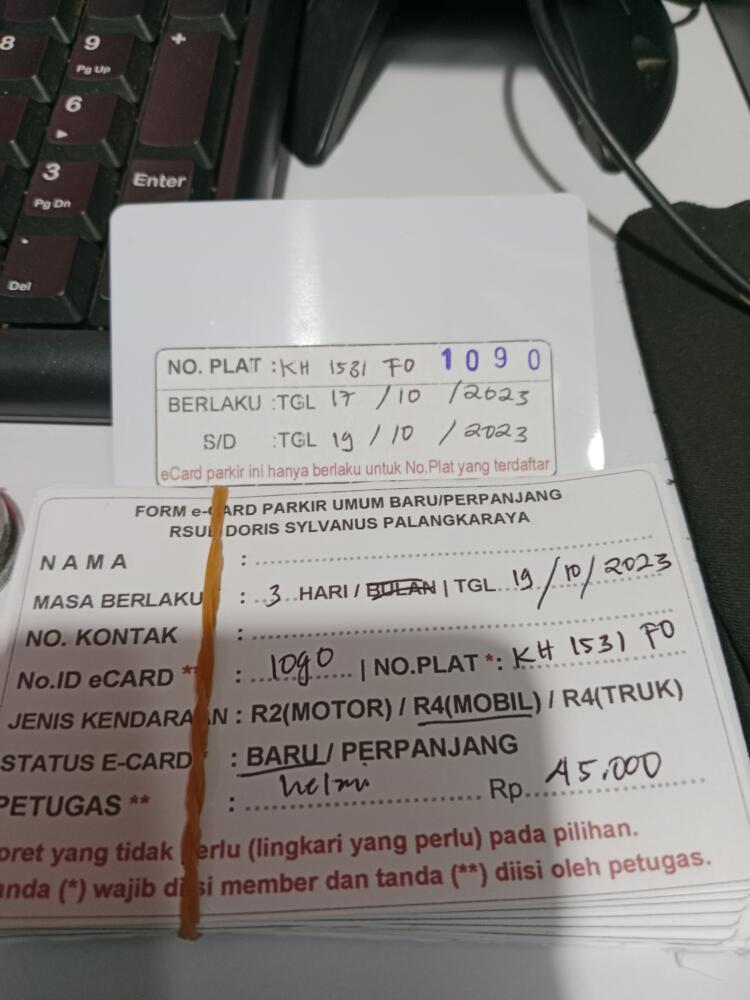 8
9
+
Pg Up
6
3
Enter
Pg Dn
.
Del
NO. PLAT : KH 1531 FO 1090
BERLAKU :TGL 17 / 10 / 2023
S/D :TGL 19 / 10 / 2023
eCard parkir ini hanya berlaku untuk No.Plat yang terdaftar
FORM e-CARD PARKIR UMUM BARU/PERPANJANG
RSUD DORIS SYLVANUS PALANGKARAYA
NAMA :
MASA BERLAKU : 3 HARI / BULAN | TGL 19 / 10 / 2023
NO. KONTAK :
No.ID eCARD ** : 1090 | NO.PLAT *: KH 1531 FO
JENIS KENDARAAN : R2(MOTOR) / R4(MOBIL) / R4(TRUK)
STATUS E-CARD : BARU / PERPANJANG
PETUGAS ** : helmi Rp 45.000
oret yang tidak perlu (lingkari yang perlu) pada pilihan.
anda (*) wajib diisi member dan tanda (**) diisi oleh petugas.